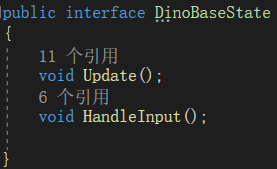 public interface DinoBaseState
{
11 个引用
void Update();
6 个引用
void HandleInput();
}